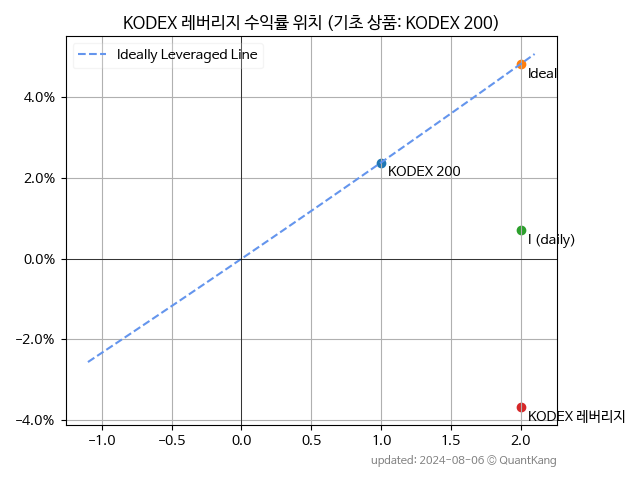 KODEX 레버리지 수익률 위치 (기초 상품: KODEX 200)
Ideally Leveraged Line
Ideal
4.0%
KODEX 200
2.0%
I (daily)
0.0%
−2.0%
KODEX 레버리지
−4.0%
−1.0 −0.5 0.0 0.5 1.0 1.5 2.0
updated: 2024-08-06 © QuantKang